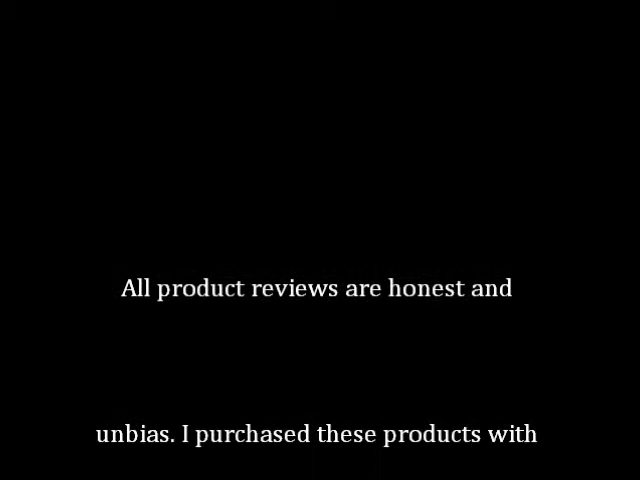 All product reviews are honest and
unbias. I purchased these products with